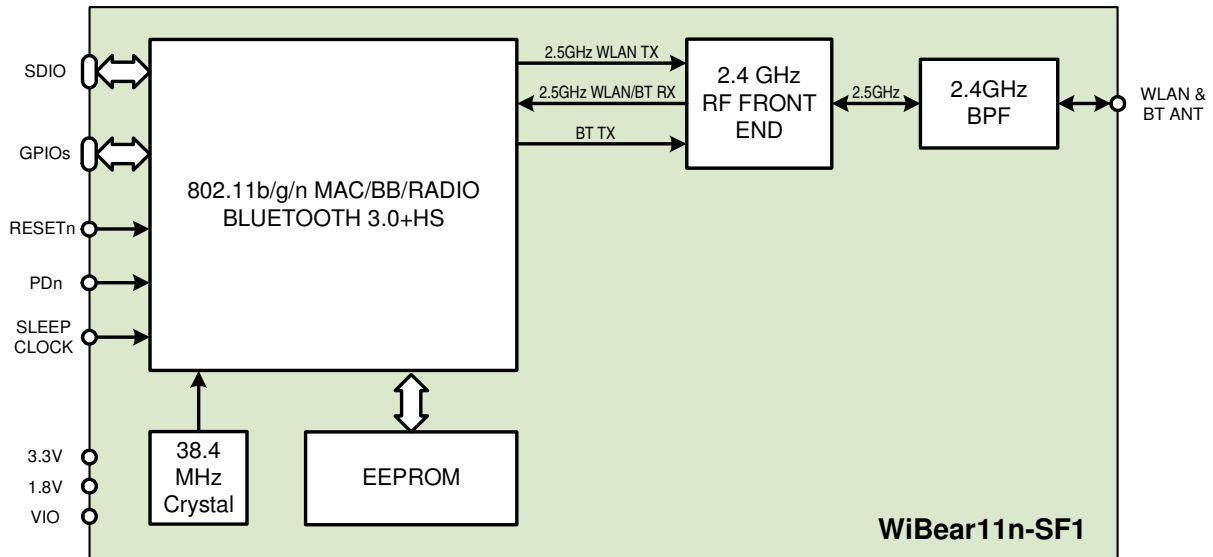 SDIO
GPIOs
RESETn
PDn
SLEEP
CLOCK
3.3V
1.8V
VIO
802.11b/g/n MAC/BB/RADIO
BLUETOOTH 3.0+HS
38.4
MHz
Crystal
EEPROM
2.5GHz WLAN TX
2.5GHz WLAN/BT RX
BT TX
2.4 GHz
RF FRONT
END
2.5GHz
2.4GHz
BPF
WLAN &
BT ANT
WiBear11n-SF1